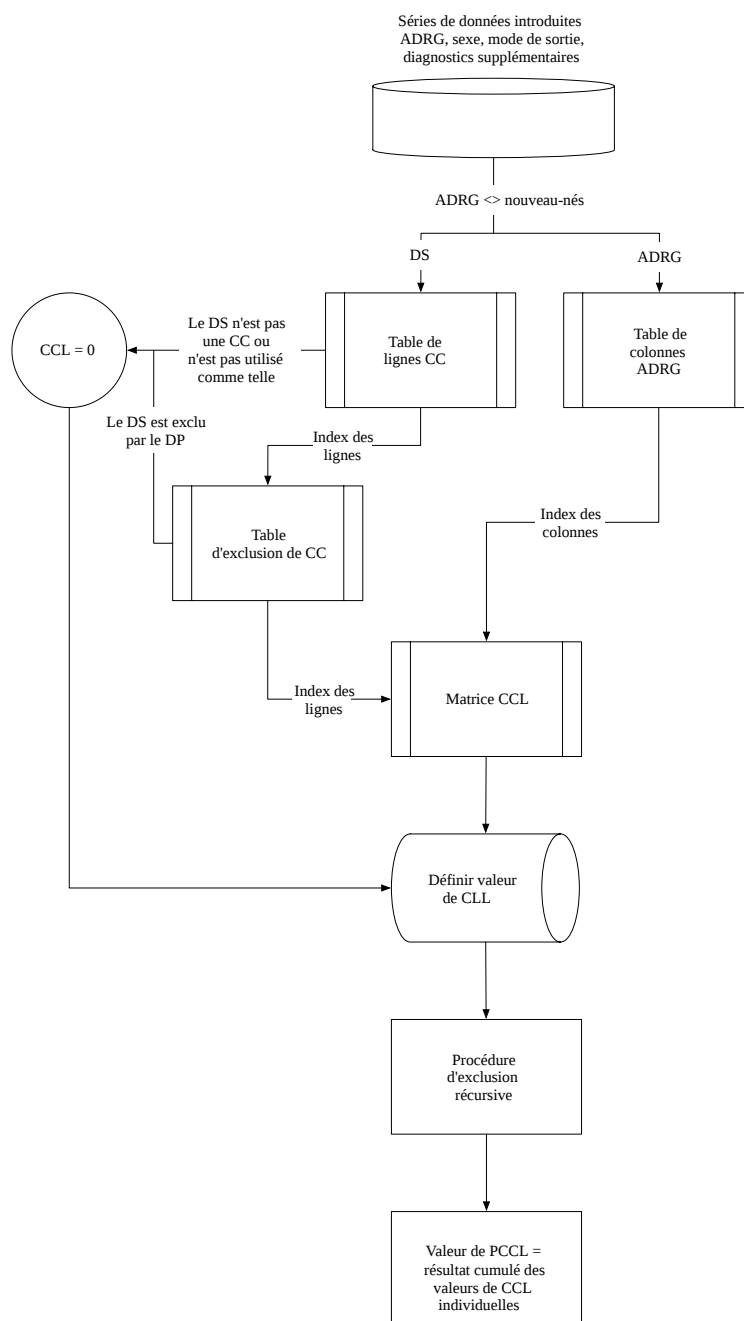 Séries de données introduites
ADRG, sexe, mode de sortie,
diagnostics supplémentaires
ADRG <> nouveau-nés
DS
ADRG
CCL = 0
Le DS n'est pas
une CC ou
n'est pas utilisé
comme telle
Table de
lignes CC
Table de
colonnes
ADRG
Le DS est exclu
par le DP
Index des
lignes
Table
d'exclusion de CC
Index des
colonnes
Index des
lignes
Matrice CCL
Définir valeur
de CLL
Procédure
d'exclusion
récursive
Valeur de PCCL =
résultat cumulé des
valeurs de CCL
individuelles